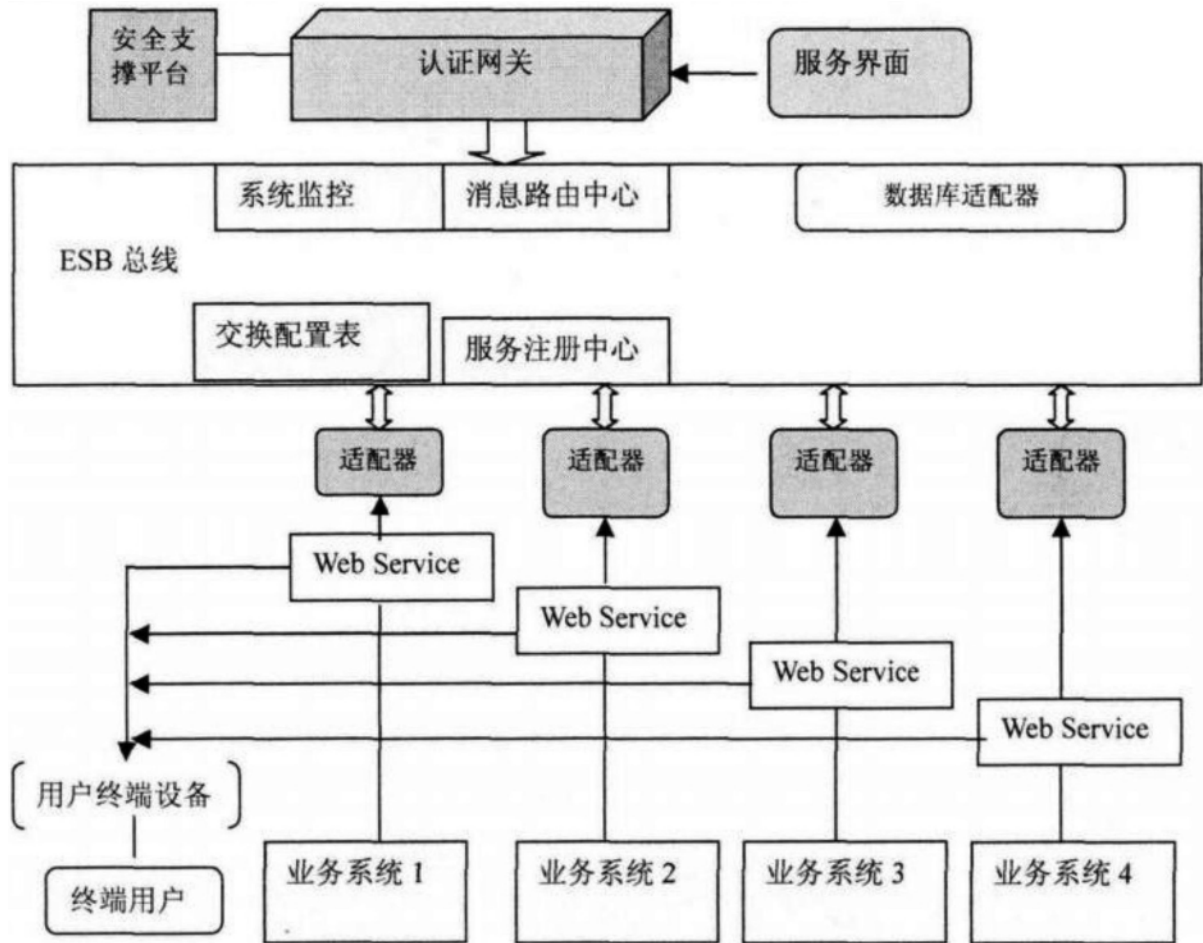 安全支
撑平台
认证网关
服务界面
系统监控
消息路由中心
数据库适配器
ESB 总线
交换配置表
服务注册中心
适配器
适配器
适配器
适配器
Web Service
Web Service
Web Service
Web Service
用户终端设备
终端用户
业务系统 1
业务系统 2
业务系统 3
业务系统 4